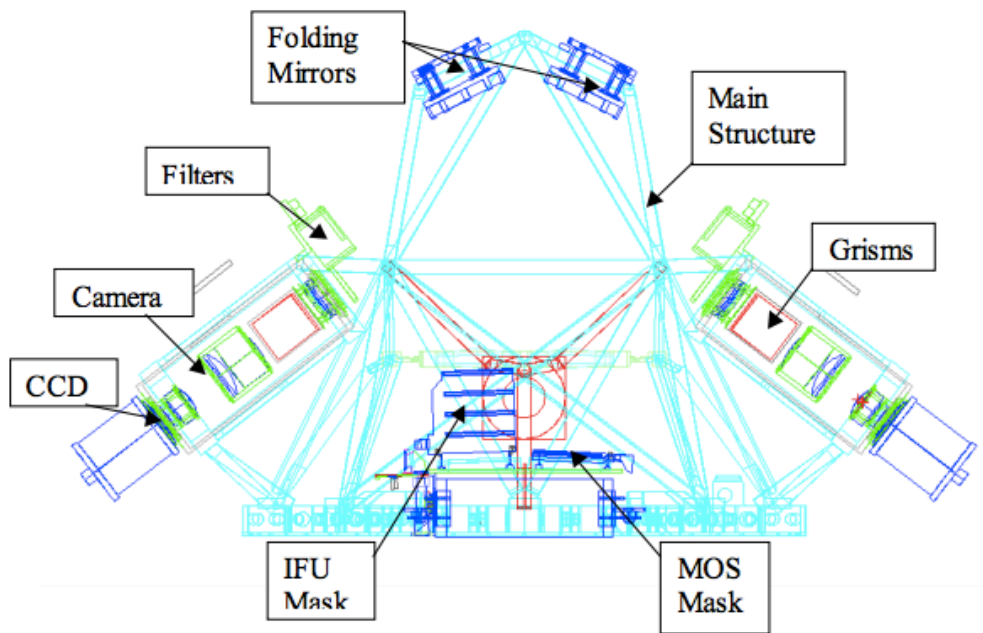 Folding
Mirrors
Main
Structure
Filters
Grisms
Camera
CCD
IFU
Mask
MOS
Mask